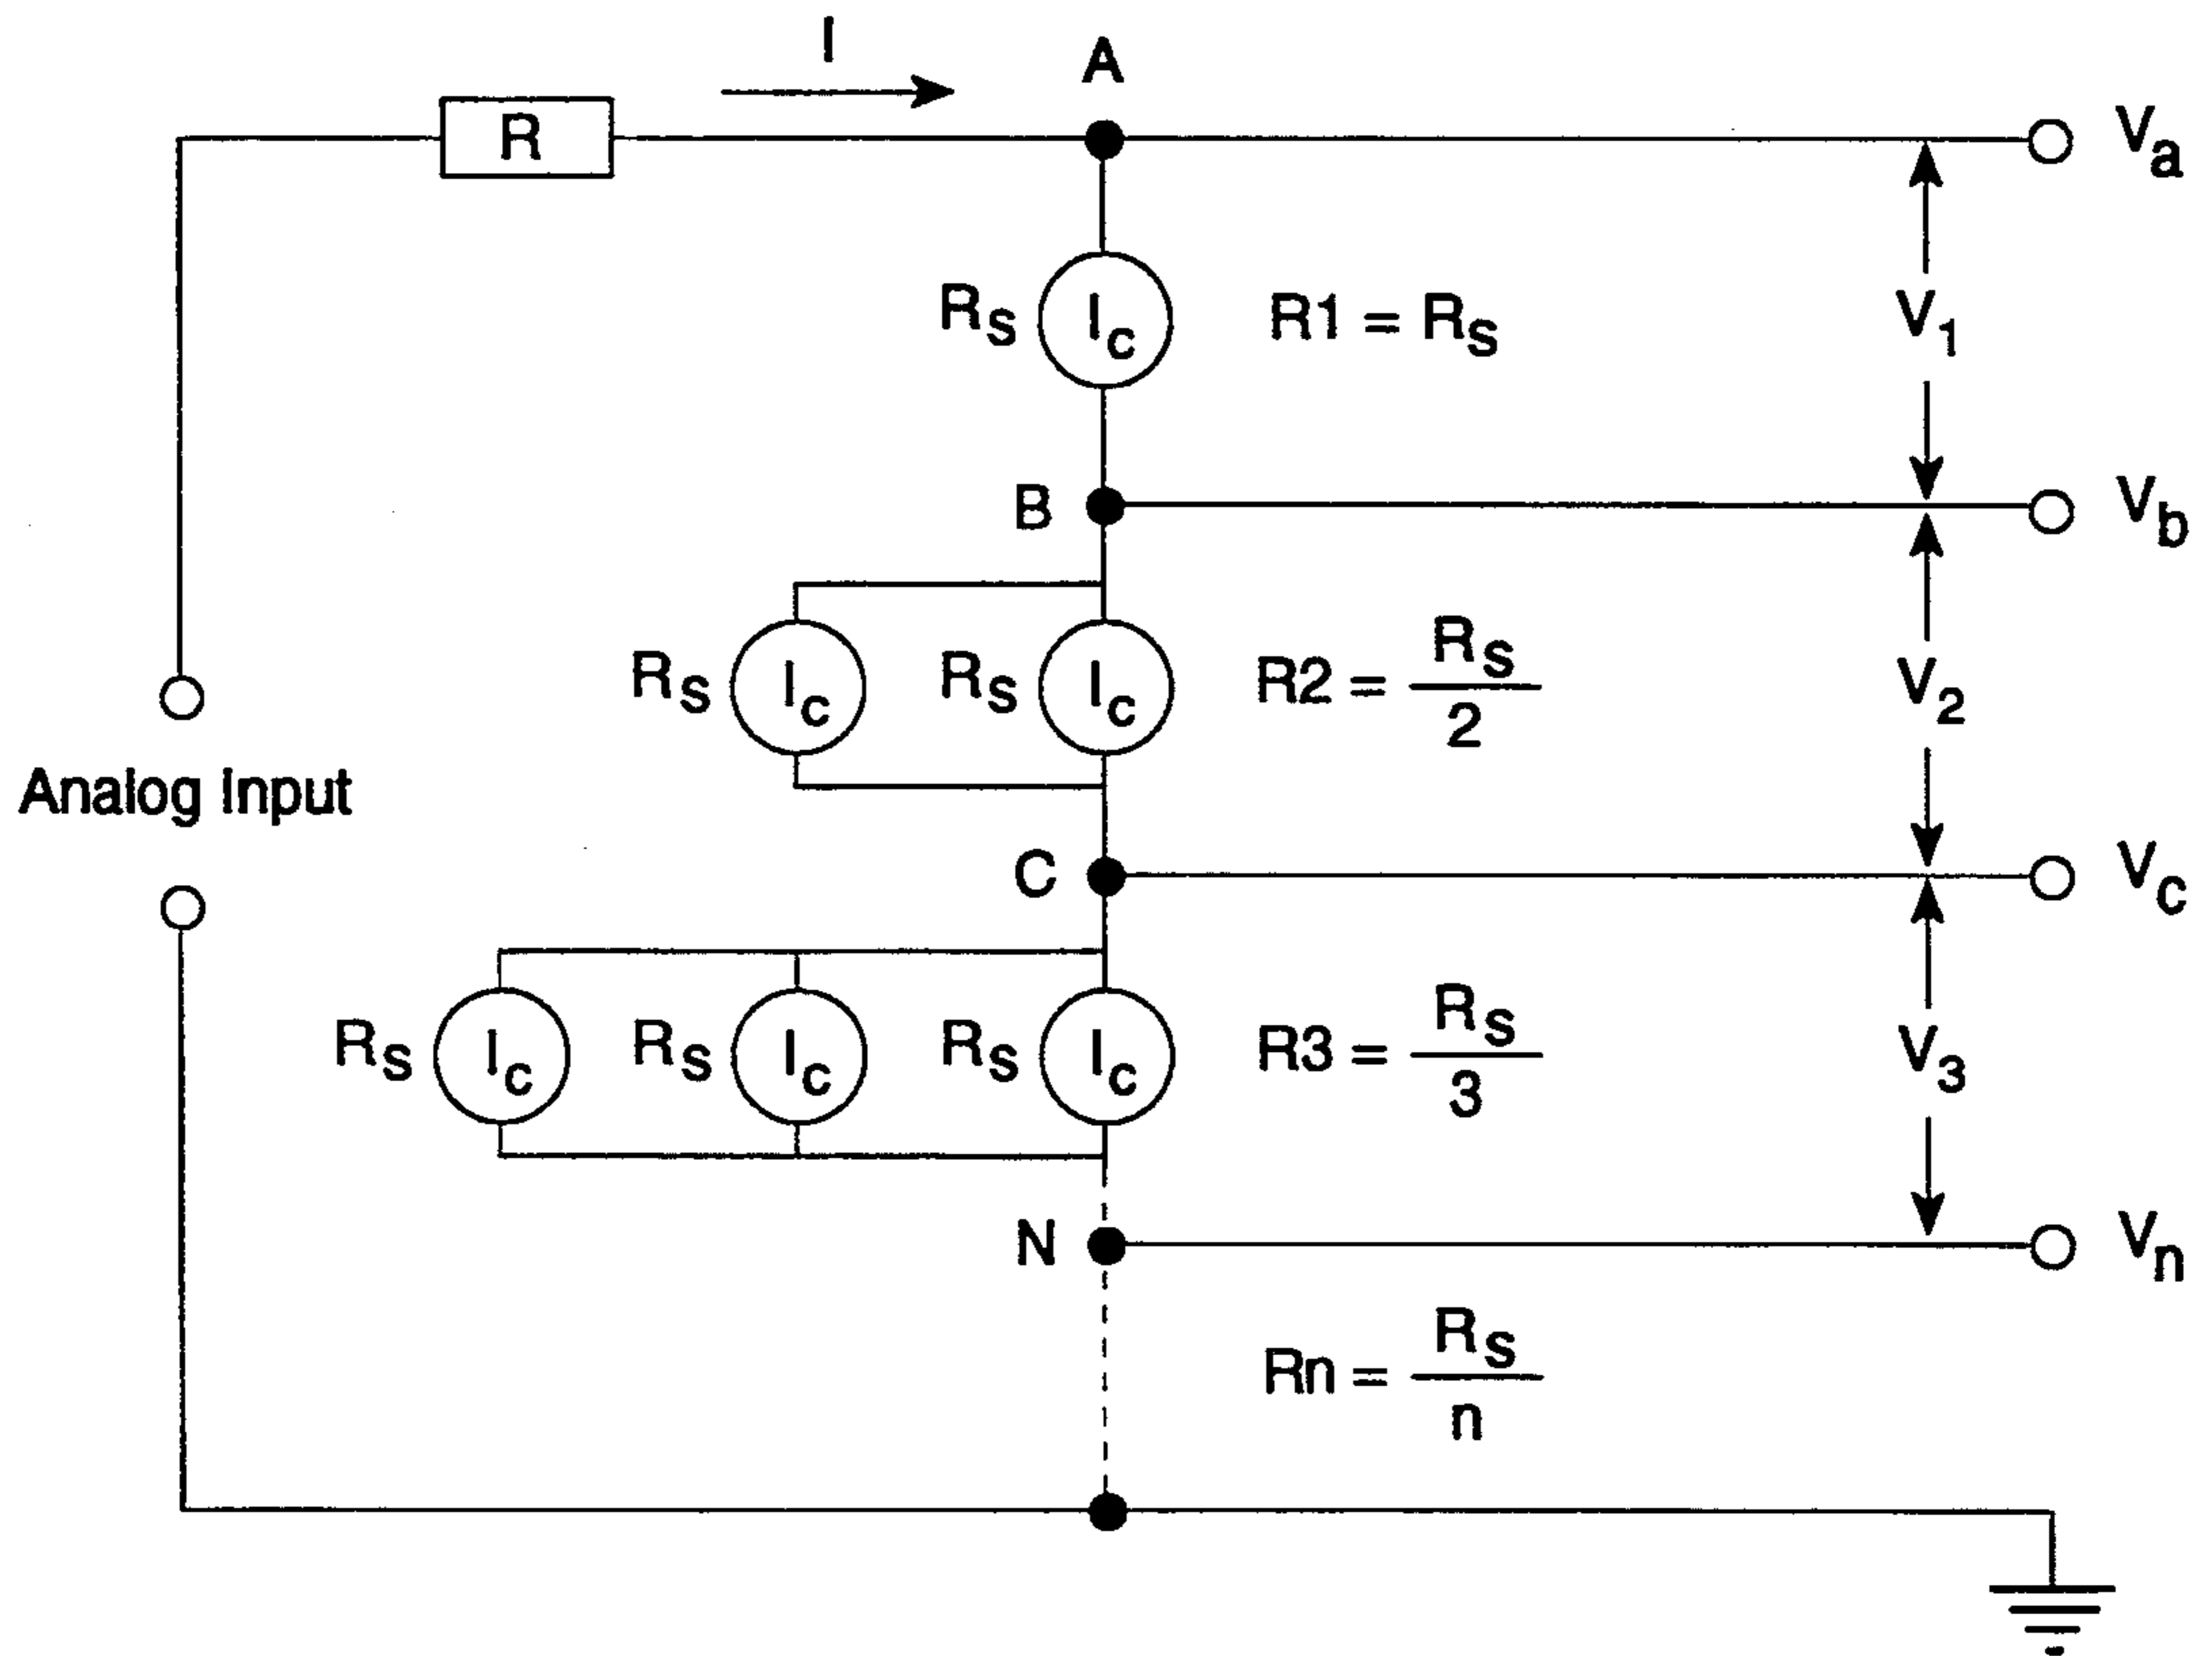 I
A
R
Va
Rs Ic R1 = Rs V1
B
Vb
Rs Ic Rs Ic R2 = Rs/2 V2
Analog Input
C
Vc
Rs Ic Rs Ic Rs Ic R3 = Rs/3 V3
N
Vn
Rn = Rs/n